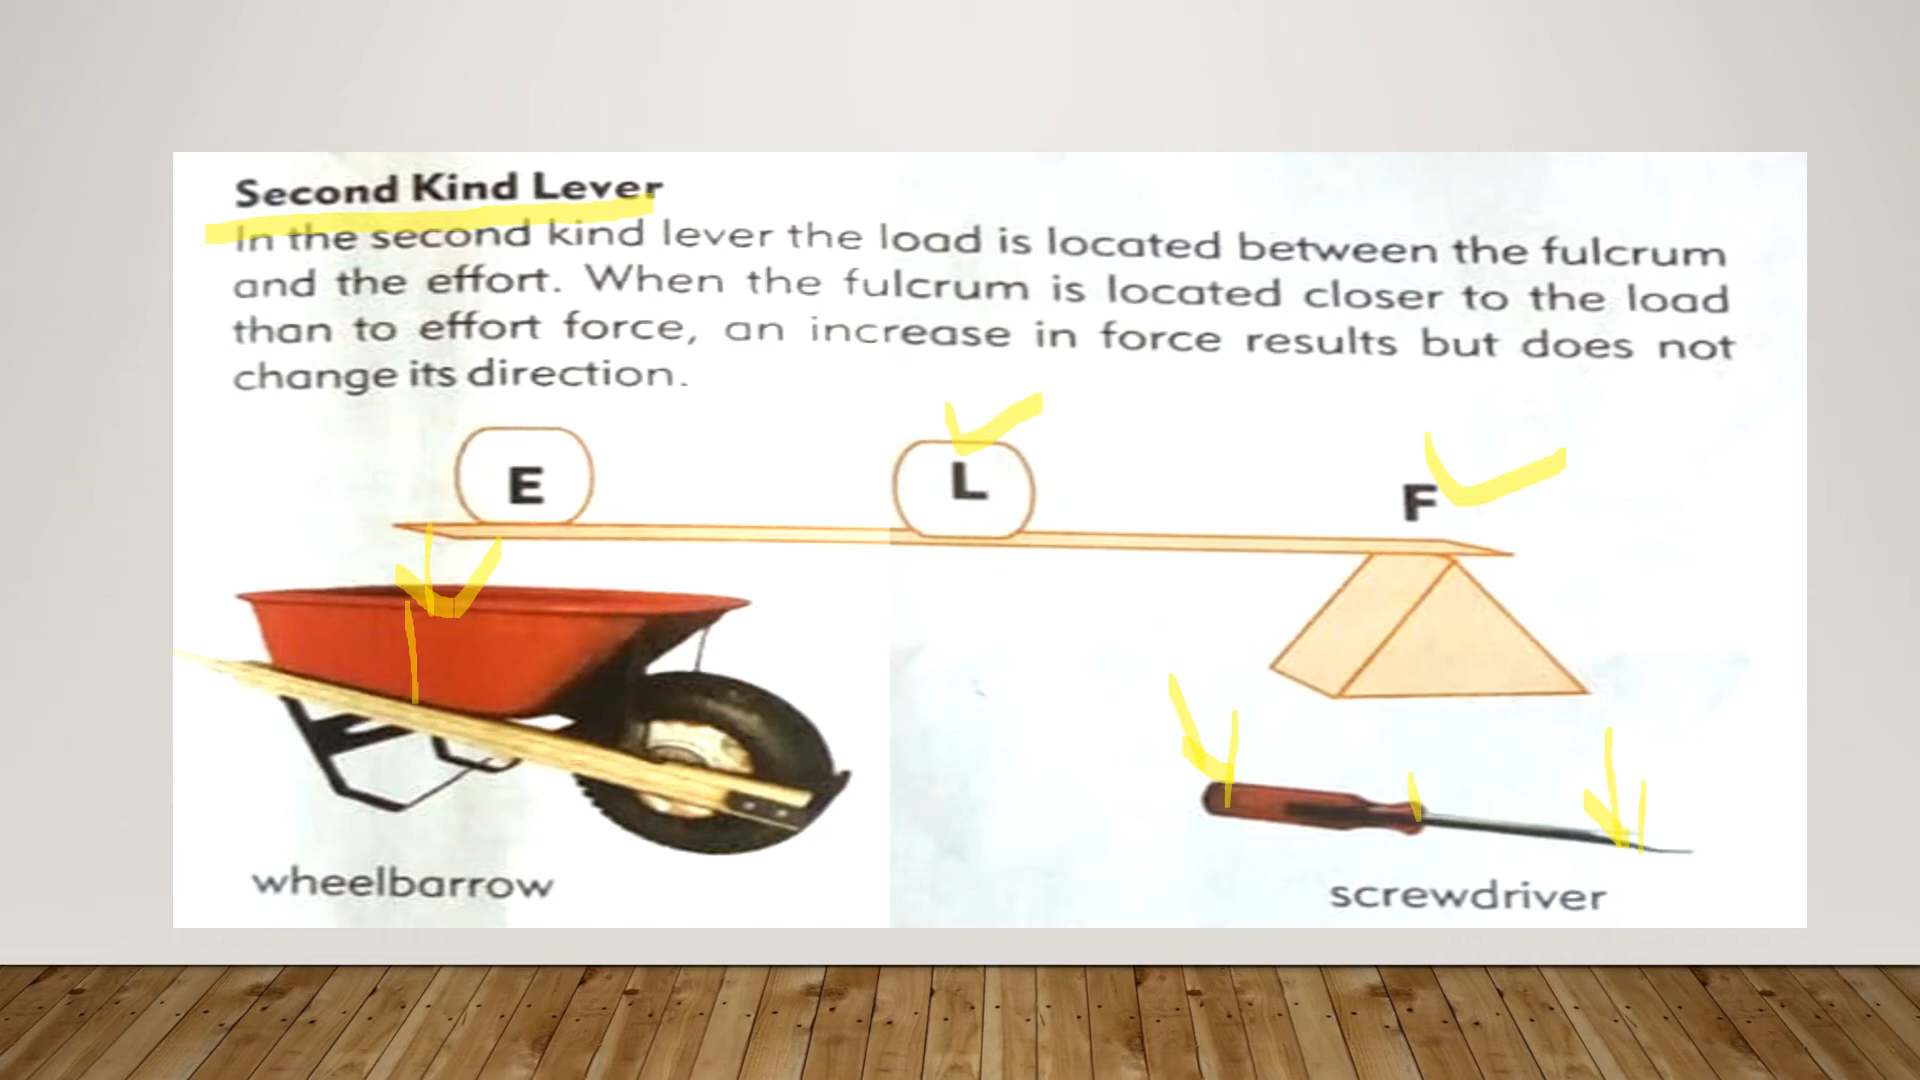 Second Kind Lever
In the second kind lever the load is located between the fulcrum
and the effort. When the fulcrum is located closer to the load
than to effort force, an increase in force results but does not
change its direction.
E L F
wheelbarrow
screwdriver